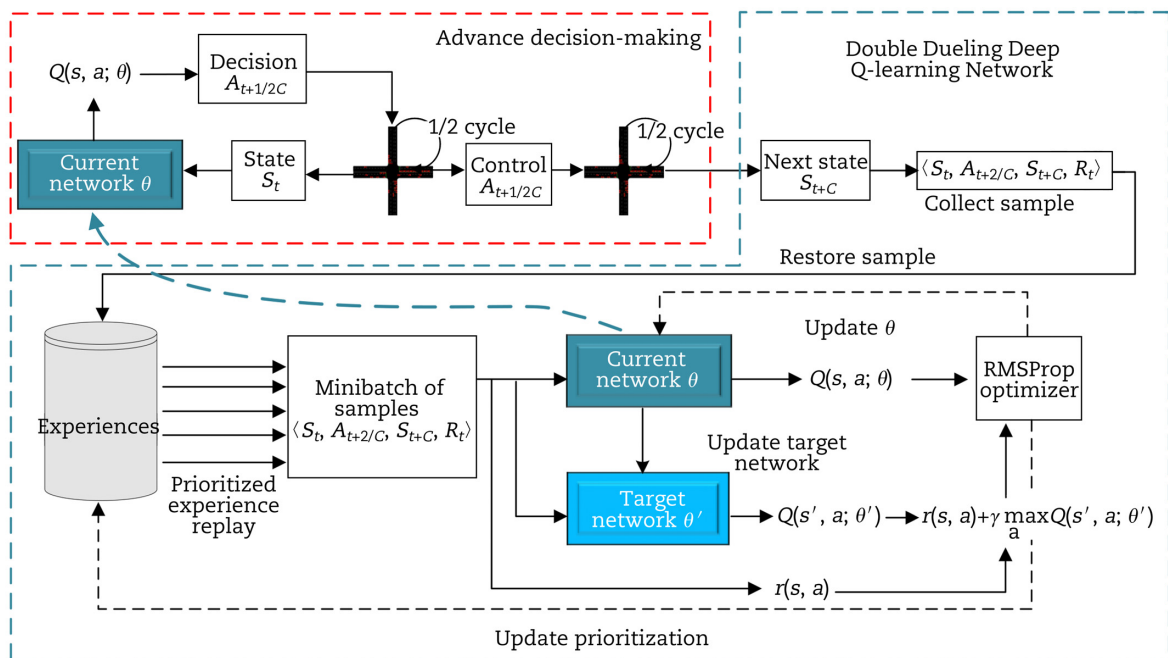 Advance decision-making
Q(s, a; θ)
Decision
A_{t+1/2C}
1/2 cycle
1/2 cycle
Current
network θ
State
S_t
Control
A_{t+1/2C}
Double Dueling Deep
Q-learning Network
Next state
S_{t+C}
⟨S_t, A_{t+2/C}, S_{t+C}, R_t⟩
Collect sample
Restore sample
Experiences
Prioritized
experience
replay
Minibatch of
samples
⟨S_t, A_{t+2/C}, S_{t+C}, R_t⟩
Current
network θ
Update θ
Q(s, a; θ)
RMSProp
optimizer
Update target
network
Target
network θ′
Q(s′, a; θ′)
r(s, a)+γ max Q(s′, a; θ′)
a
r(s, a)
Update prioritization